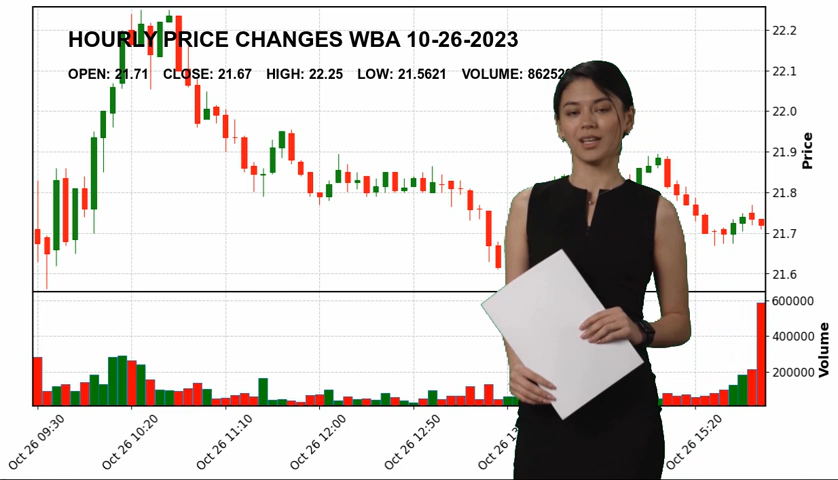 HOURLY PRICE CHANGES WBA 10-26-2023
OPEN: 21.71 CLOSE: 21.67 HIGH: 22.25 LOW: 21.5621 VOLUME:
22.2
22.1
22.0
21.9
21.8
21.7
21.6
Price
600000
400000
200000
Volume
Oct 26 09:30
Oct 26 10:20
Oct 26 11:10
Oct 26 12:00
Oct 26 12:50
Oct 26
Oct 26 15:20